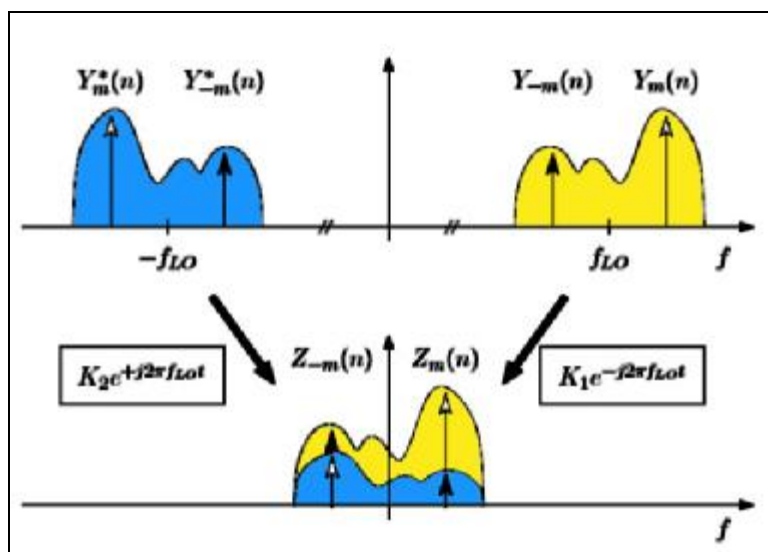 Y*m(n) Y*−m(n) Y−m(n) Ym(n)
−fLO fLO f
Z−m(n) Zm(n)
K2e+j2πfLOt K1e−j2πfLOt
f